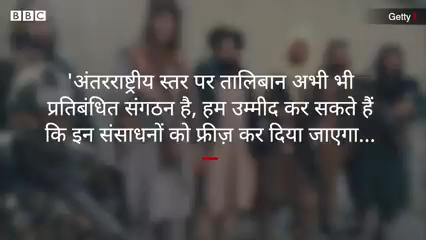 BBC
Getty
'अंतरराष्ट्रीय स्तर पर तालिबान अभी भी
प्रतिबंधित संगठन है, हम उम्मीद कर सकते हैं
कि इन संसाधनों को फ्रीज़ कर दिया जाएगा...